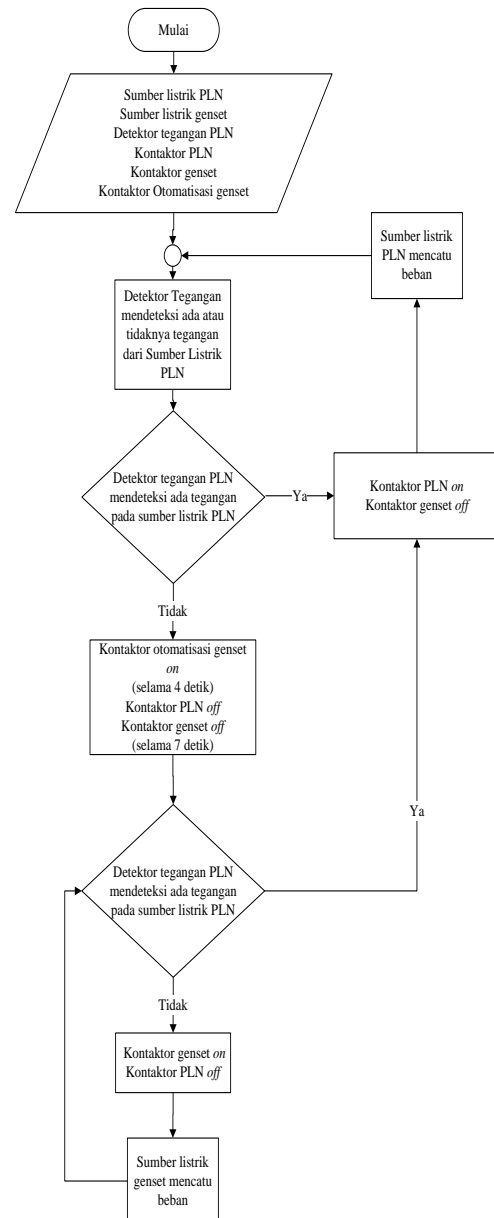 Mulai
Sumber listrik PLN
Sumber listrik genset
Detektor tegangan PLN
Kontaktor PLN
Kontaktor genset
Kontaktor Otomatisasi genset
Sumber listrik
PLN mencatu
beban
Detektor Tegangan
mendeteksi ada atau
tidaknya tegangan
dari Sumber Listrik
PLN
Detektor tegangan PLN
mendeteksi ada tegangan
pada sumber listrik PLN
Ya
Kontaktor PLN on
Kontaktor genset off
Tidak
Kontaktor otomatisasi genset
on
(selama 4 detik)
Kontaktor PLN off
Kontaktor genset off
(selama 7 detik)
Ya
Detektor tegangan PLN
mendeteksi ada tegangan
pada sumber listrik PLN
Tidak
Kontaktor genset on
Kontaktor PLN off
Sumber listrik
genset mencatu
beban